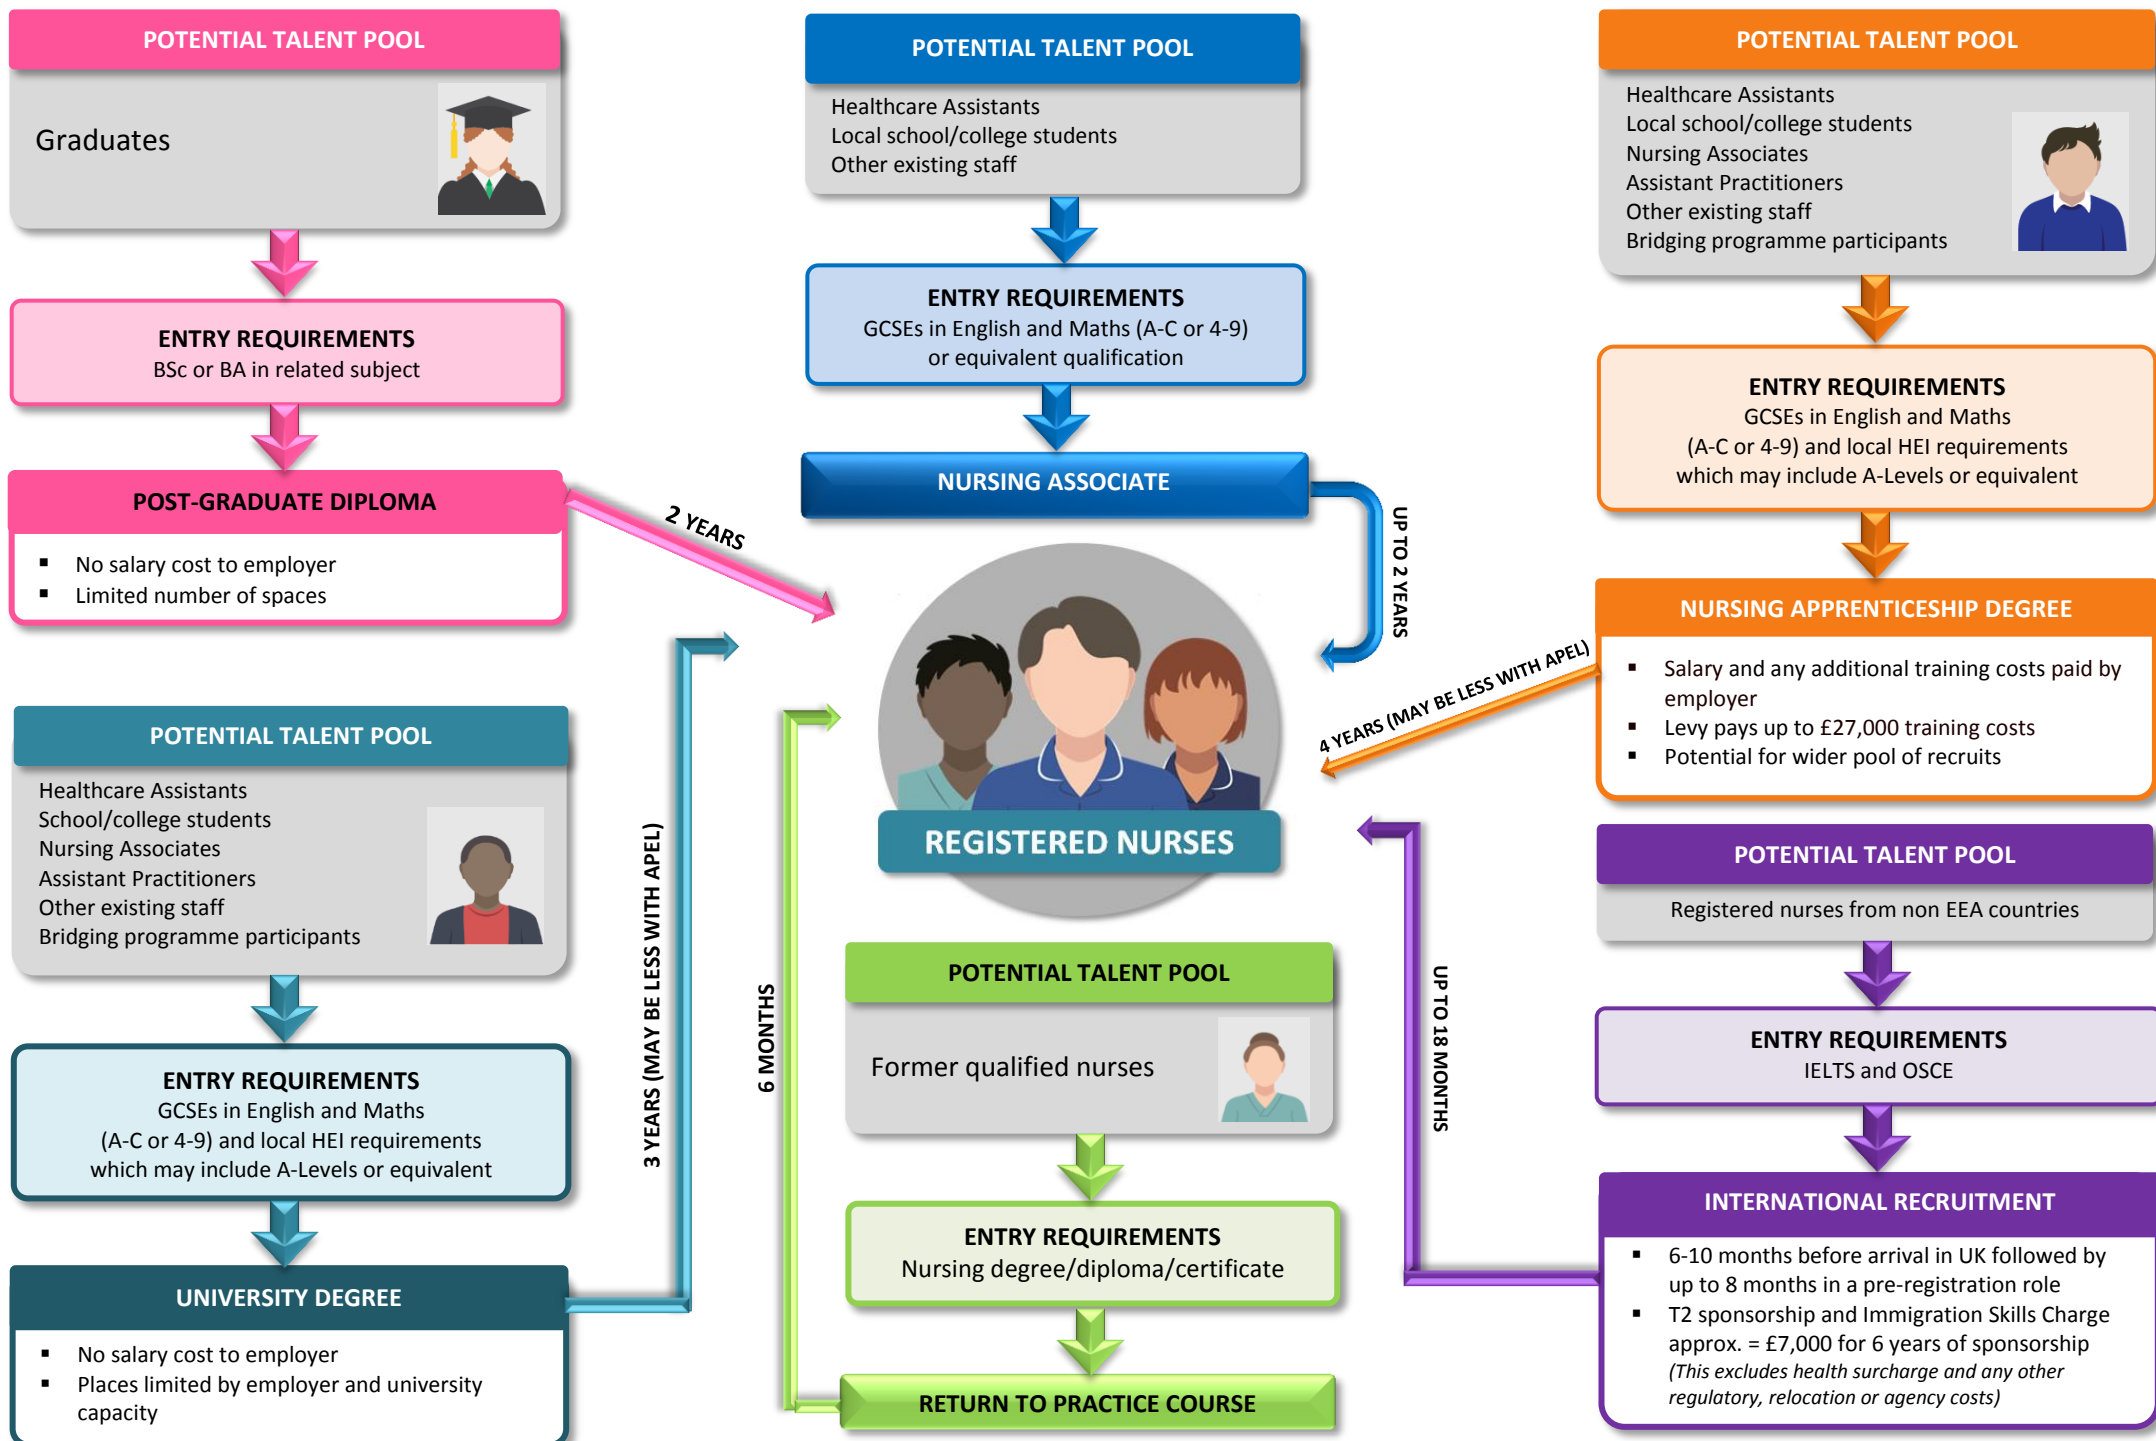 POTENTIAL TALENT POOL
Graduates
ENTRY REQUIREMENTS
BSc or BA in related subject
POST-GRADUATE DIPLOMA
▪ No salary cost to employer
▪ Limited number of spaces
2 YEARS
POTENTIAL TALENT POOL
Healthcare Assistants
School/college students
Nursing Associates
Assistant Practitioners
Other existing staff
Bridging programme participants
ENTRY REQUIREMENTS
GCSEs in English and Maths
(A-C or 4-9) and local HEI requirements
which may include A-Levels or equivalent
UNIVERSITY DEGREE
▪ No salary cost to employer
▪ Places limited by employer and university
capacity
3 YEARS (MAY BE LESS WITH APEL)
POTENTIAL TALENT POOL
Healthcare Assistants
Local school/college students
Other existing staff
ENTRY REQUIREMENTS
GCSEs in English and Maths (A-C or 4-9)
or equivalent qualification
NURSING ASSOCIATE
UP TO 2 YEARS
REGISTERED NURSES
POTENTIAL TALENT POOL
Former qualified nurses
ENTRY REQUIREMENTS
Nursing degree/diploma/certificate
RETURN TO PRACTICE COURSE
6 MONTHS
POTENTIAL TALENT POOL
Healthcare Assistants
Local school/college students
Nursing Associates
Assistant Practitioners
Other existing staff
Bridging programme participants
ENTRY REQUIREMENTS
GCSEs in English and Maths
(A-C or 4-9) and local HEI requirements
which may include A-Levels or equivalent
NURSING APPRENTICESHIP DEGREE
▪ Salary and any additional training costs paid by
employer
▪ Levy pays up to £27,000 training costs
▪ Potential for wider pool of recruits
4 YEARS (MAY BE LESS WITH APEL)
POTENTIAL TALENT POOL
Registered nurses from non EEA countries
ENTRY REQUIREMENTS
IELTS and OSCE
INTERNATIONAL RECRUITMENT
▪ 6-10 months before arrival in UK followed by
up to 8 months in a pre-registration role
▪ T2 sponsorship and Immigration Skills Charge
approx. = £7,000 for 6 years of sponsorship
(This excludes health surcharge and any other
regulatory, relocation or agency costs)
UP TO 18 MONTHS